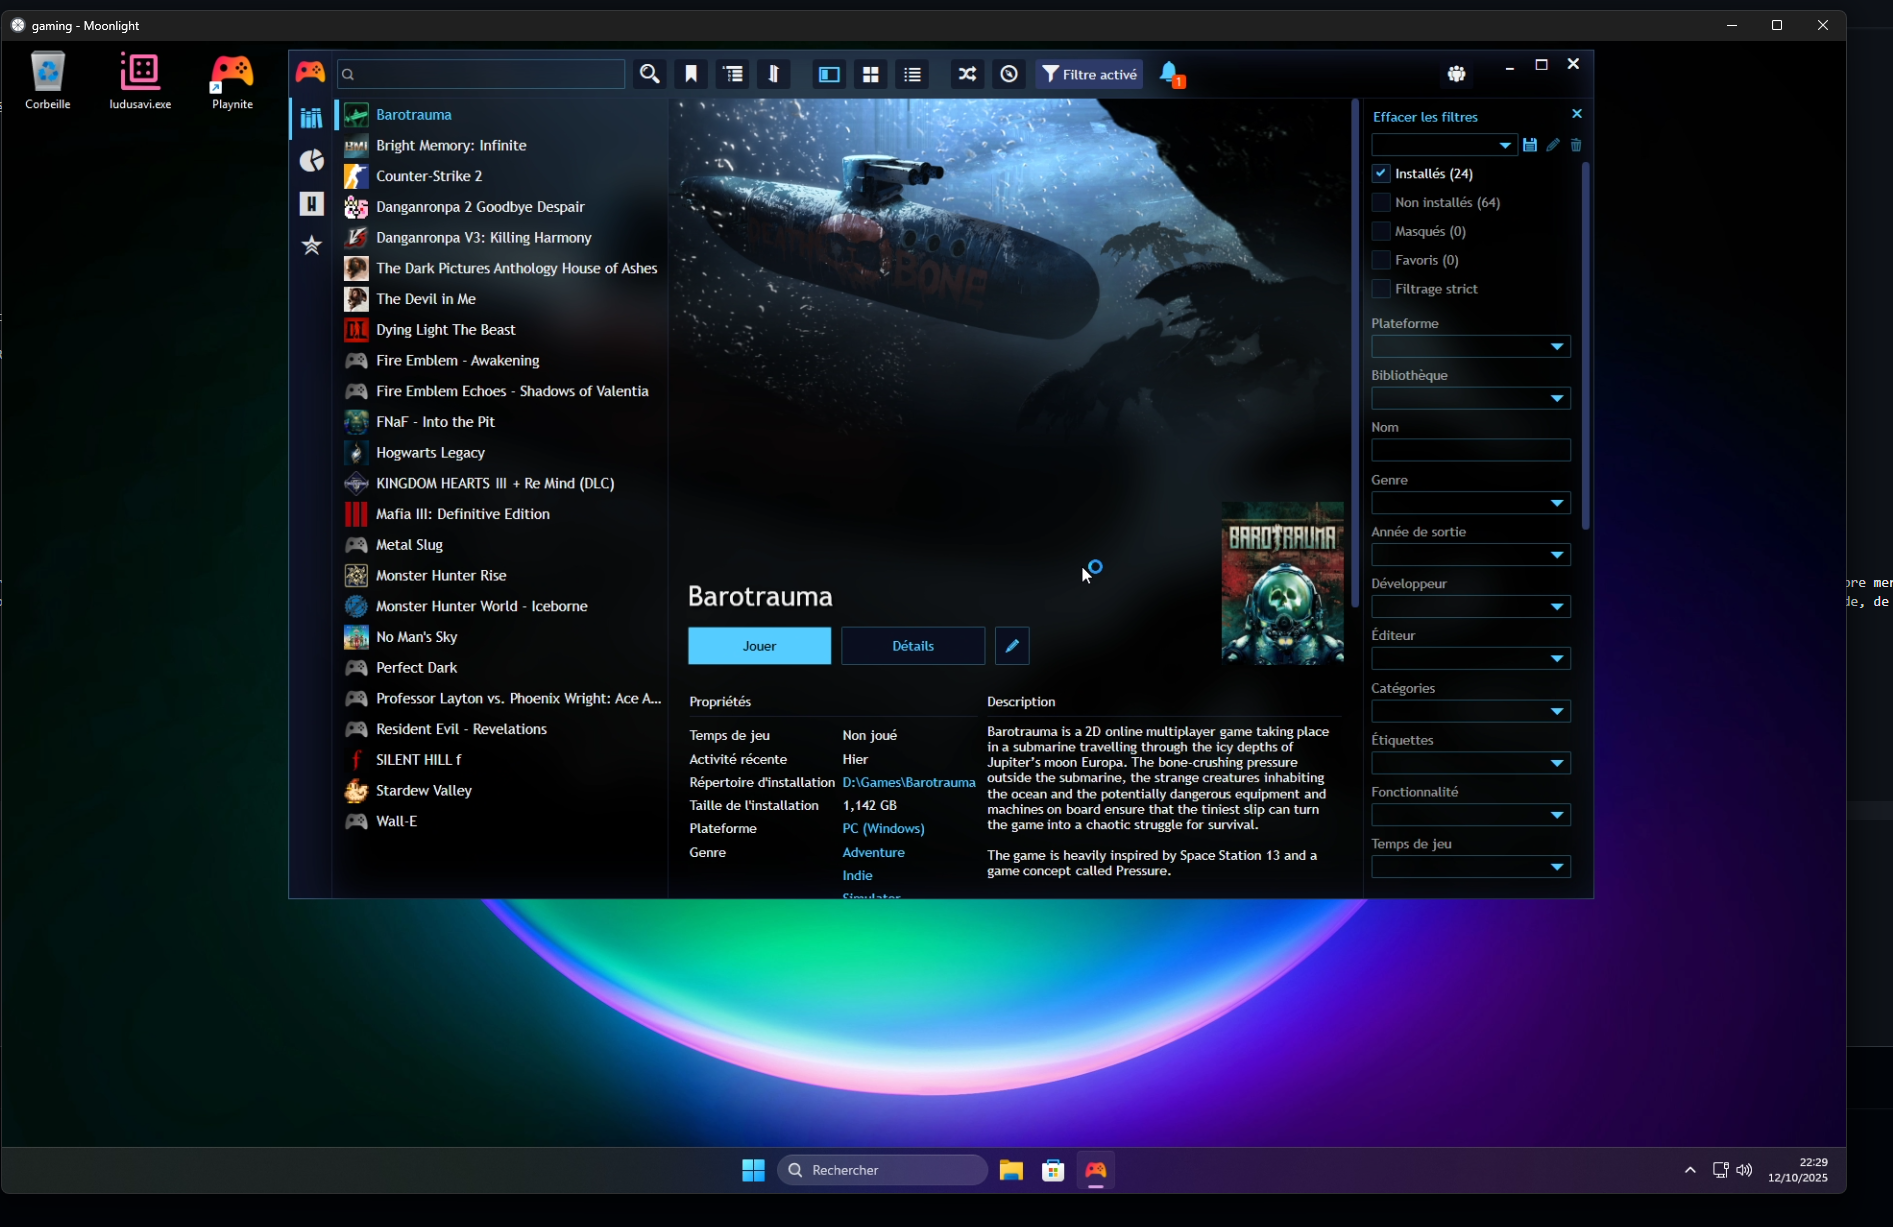 gaming - Moonlight
Corbeille
ludusavi.exe
Playnite
Filtre activé
1
Barotrauma
Bright Memory: Infinite
Counter-Strike 2
Danganronpa 2 Goodbye Despair
Danganronpa V3: Killing Harmony
The Dark Pictures Anthology House of Ashes
The Devil in Me
Dying Light The Beast
Fire Emblem - Awakening
Fire Emblem Echoes - Shadows of Valentia
FNaF - Into the Pit
Hogwarts Legacy
KINGDOM HEARTS III + Re Mind (DLC)
Mafia III: Definitive Edition
Metal Slug
Monster Hunter Rise
Monster Hunter World - Iceborne
No Man's Sky
Perfect Dark
Professor Layton vs. Phoenix Wright: Ace A...
Resident Evil - Revelations
SILENT HILL f
Stardew Valley
Wall-E
BONE
BAROTRAUMA
Barotrauma
Jouer
Détails
Propriétés
Temps de jeu Non joué
Activité récente Hier
Répertoire d'installation D:\Games\Barotrauma
Taille de l'installation 1,142 GB
Plateforme PC (Windows)
Genre Adventure
Indie
Simulator
Description
Barotrauma is a 2D online multiplayer game taking place
in a submarine travelling through the icy depths of
Jupiter's moon Europa. The bone-crushing pressure
outside the submarine, the strange creatures inhabiting
the ocean and the potentially dangerous equipment and
machines on board ensure that the tiniest slip can turn
the game into a chaotic struggle for survival.
The game is heavily inspired by Space Station 13 and a
game concept called Pressure.
Effacer les filtres
Installés (24)
Non installés (64)
Masqués (0)
Favoris (0)
Filtrage strict
Plateforme
Bibliothèque
Nom
Genre
Année de sortie
Développeur
Éditeur
Catégories
Étiquettes
Fonctionnalité
Temps de jeu
de, de
Rechercher
22:29
12/10/2025